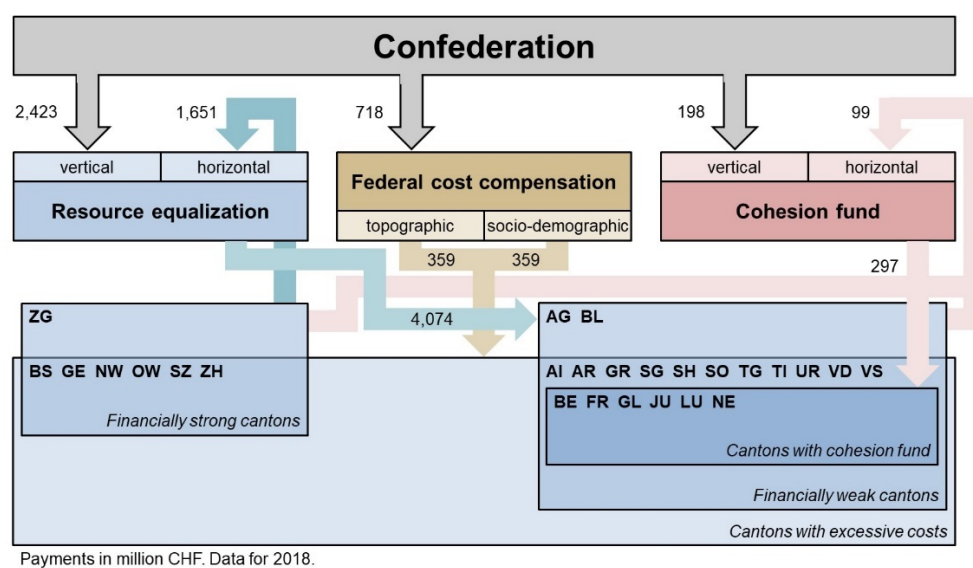 Confederation
2,423
1,651
718
198
99
vertical
horizontal
Resource equalization
Federal cost compensation
topographic
socio-demographic
vertical
horizontal
Cohesion fund
359
359
297
4,074
ZG
BS GE NW OW SZ ZH
Financially strong cantons
AG BL
AI AR GR SG SH SO TG TI UR VD VS
BE FR GL JU LU NE
Cantons with cohesion fund
Financially weak cantons
Cantons with excessive costs
Payments in million CHF. Data for 2018.